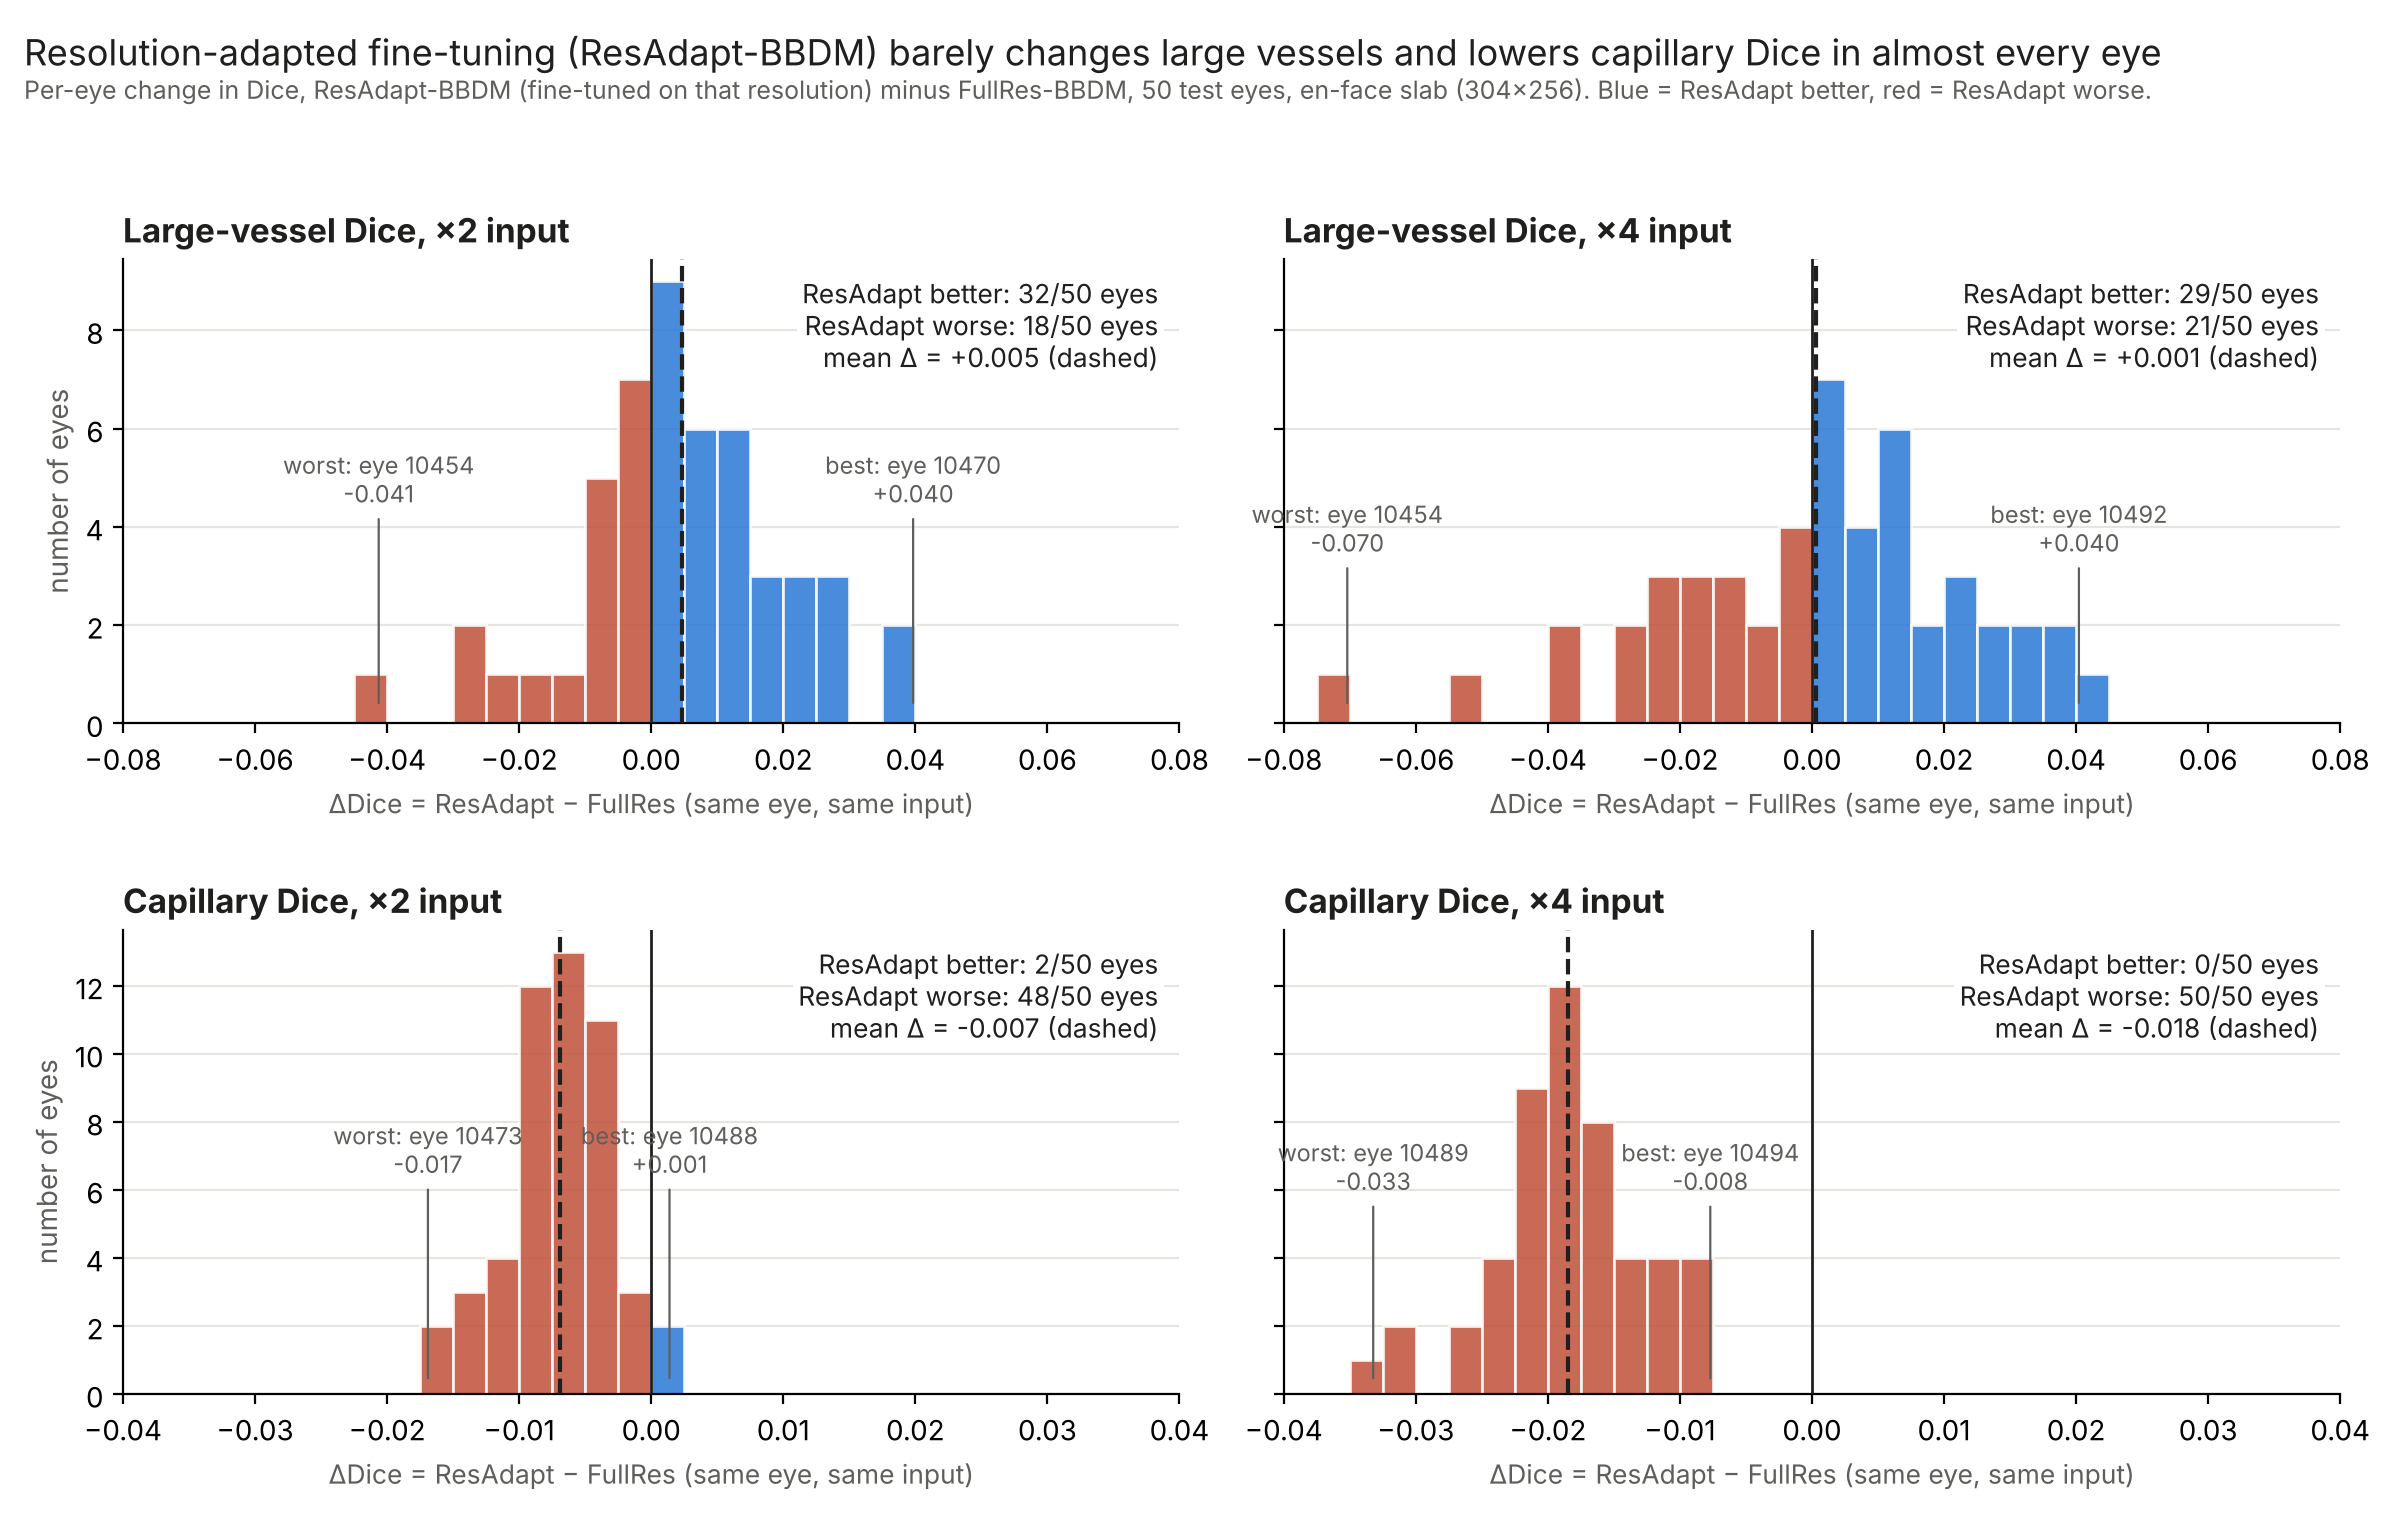 Resolution-adapted fine-tuning (ResAdapt-BBDM) barely changes large vessels and lowers capillary Dice in almost every eye
Per-eye change in Dice, ResAdapt-BBDM (fine-tuned on that resolution) minus FullRes-BBDM, 50 test eyes, en-face slab (304×256). Blue = ResAdapt better, red = ResAdapt worse.
Large-vessel Dice, ×2 input
ResAdapt better: 32/50 eyes
ResAdapt worse: 18/50 eyes
mean Δ = +0.005 (dashed)
worst: eye 10454
-0.041
best: eye 10470
+0.040
number of eyes
8
6
4
2
0
−0.08 −0.06 −0.04 −0.02 0.00 0.02 0.04 0.06 0.08
ΔDice = ResAdapt − FullRes (same eye, same input)
Large-vessel Dice, ×4 input
ResAdapt better: 29/50 eyes
ResAdapt worse: 21/50 eyes
mean Δ = +0.001 (dashed)
worst: eye 10454
-0.070
best: eye 10492
+0.040
−0.08 −0.06 −0.04 −0.02 0.00 0.02 0.04 0.06 0.08
ΔDice = ResAdapt − FullRes (same eye, same input)
Capillary Dice, ×2 input
ResAdapt better: 2/50 eyes
ResAdapt worse: 48/50 eyes
mean Δ = -0.007 (dashed)
worst: eye 10473
-0.017
best: eye 10488
+0.001
number of eyes
12
10
8
6
4
2
0
−0.04 −0.03 −0.02 −0.01 0.00 0.01 0.02 0.03 0.04
ΔDice = ResAdapt − FullRes (same eye, same input)
Capillary Dice, ×4 input
ResAdapt better: 0/50 eyes
ResAdapt worse: 50/50 eyes
mean Δ = -0.018 (dashed)
worst: eye 10489
-0.033
best: eye 10494
-0.008
−0.04 −0.03 −0.02 −0.01 0.00 0.01 0.02 0.03 0.04
ΔDice = ResAdapt − FullRes (same eye, same input)